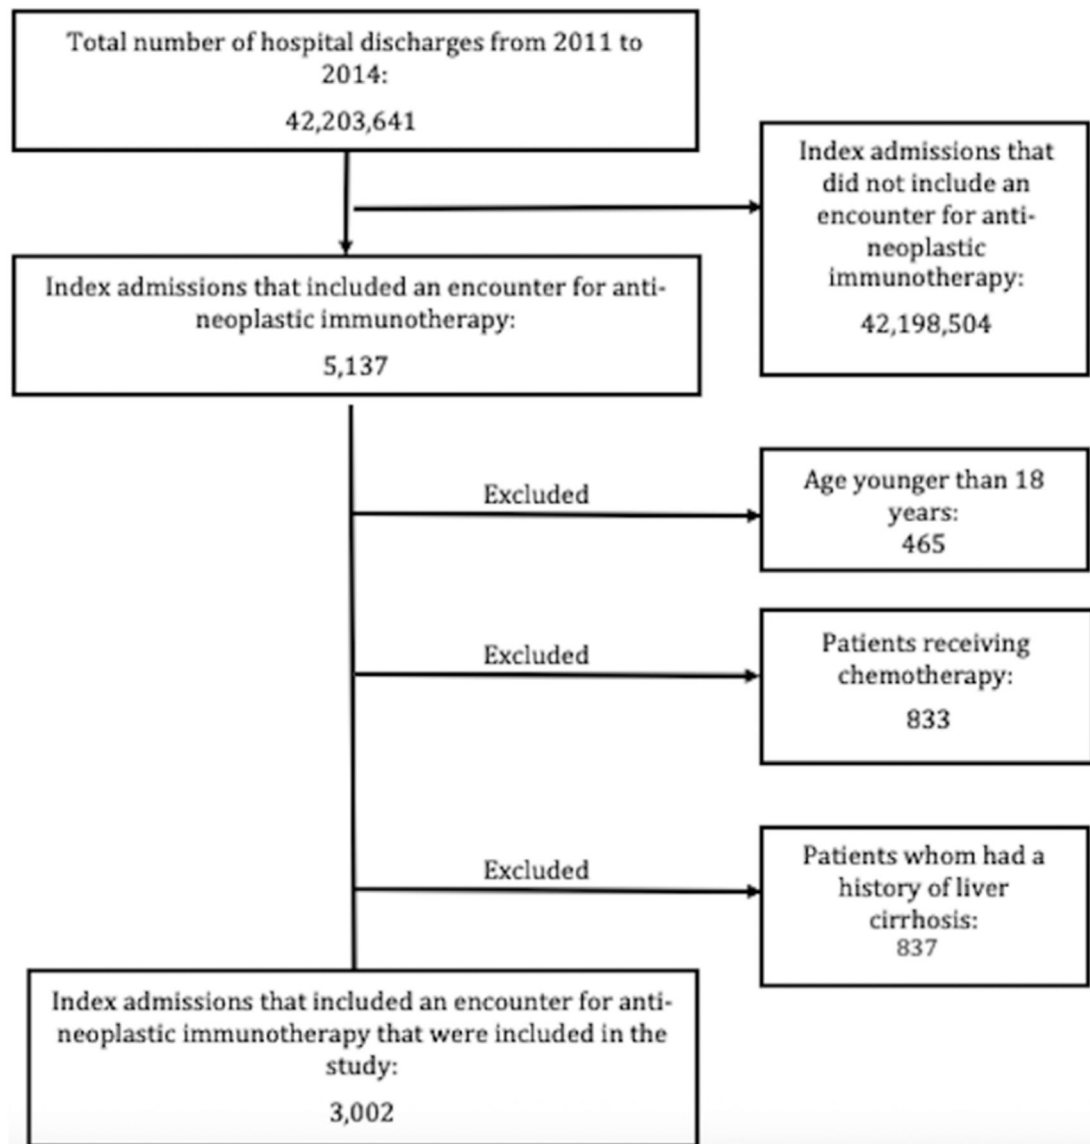 Total number of hospital discharges from 2011 to
2014:
42,203,641
Index admissions that
did not include an
encounter for anti-
neoplastic
immunotherapy:
42,198,504
Index admissions that included an encounter for anti-
neoplastic immunotherapy:
5,137
Excluded
Age younger than 18
years:
465
Excluded
Patients receiving
chemotherapy:
833
Excluded
Patients whom had a
history of liver
cirrhosis:
837
Index admissions that included an encounter for anti-
neoplastic immunotherapy that were included in the
study:
3,002